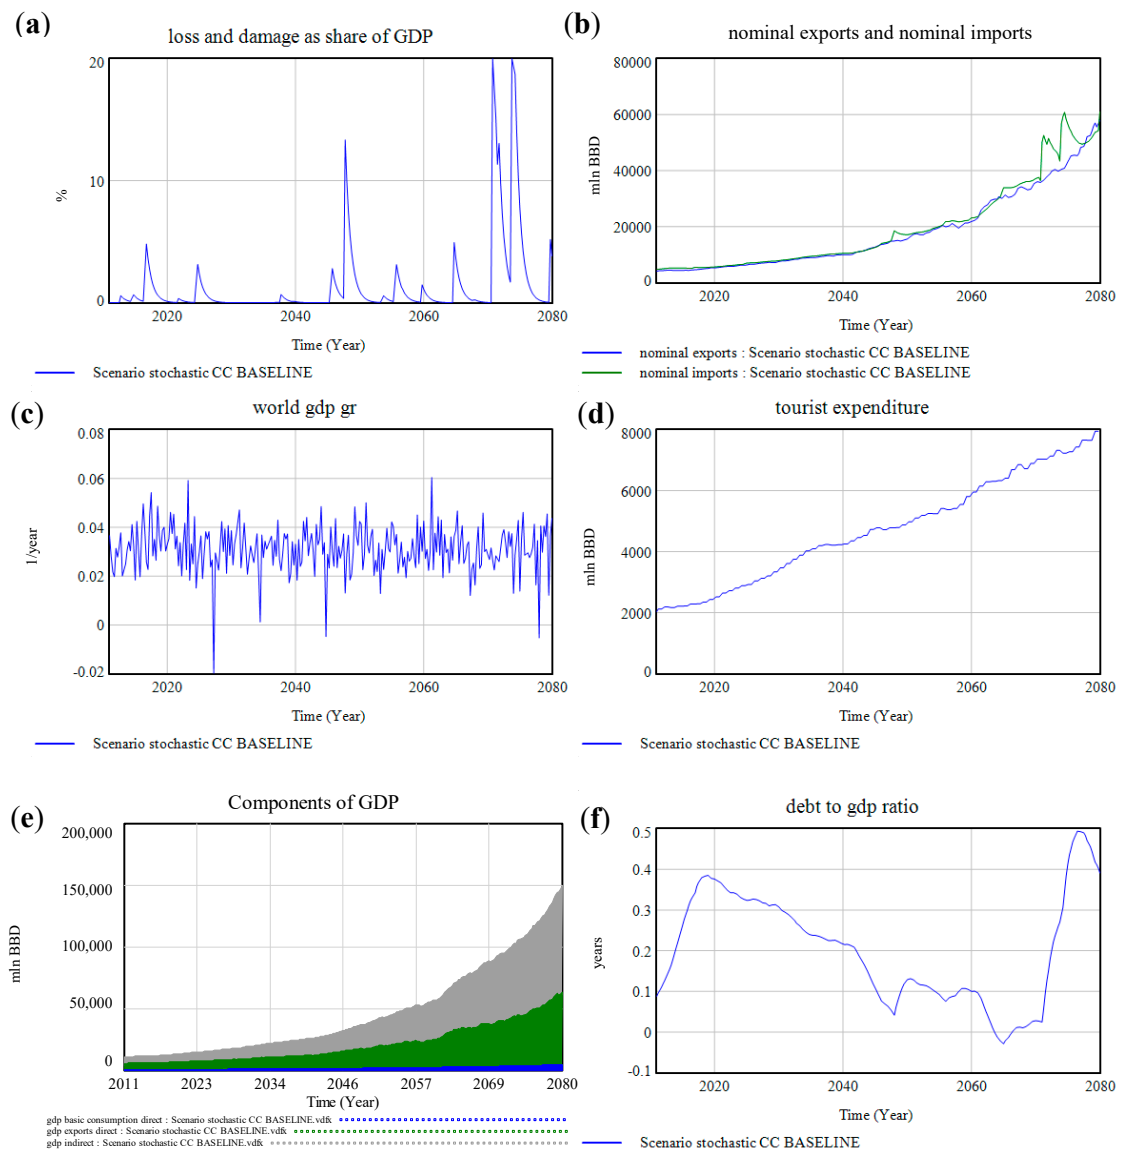 (a)
loss and damage as share of GDP
20
10
0
%
2020 2040 2060 2080
Time (Year)
Scenario stochastic CC BASELINE
(b)
nominal exports and nominal imports
80000
60000
40000
20000
0
mln BBD
2020 2040 2060 2080
Time (Year)
nominal exports : Scenario stochastic CC BASELINE
nominal imports : Scenario stochastic CC BASELINE
(c)
world gdp gr
0.08
0.06
0.04
0.02
0
-0.02
1/year
2020 2040 2060 2080
Time (Year)
Scenario stochastic CC BASELINE
(d)
tourist expenditure
8000
6000
4000
2000
0
mln BBD
2020 2040 2060 2080
Time (Year)
Scenario stochastic CC BASELINE
(e)
Components of GDP
200,000
150,000
100,000
50,000
0
mln BBD
2011 2023 2034 2046 2057 2069 2080
Time (Year)
gdp basic consumption direct : Scenario stochastic CC BASELINE.vdfx
gdp exports direct : Scenario stochastic CC BASELINE.vdfx
gdp indirect : Scenario stochastic CC BASELINE.vdfx
(f)
debt to gdp ratio
0.5
0.4
0.3
0.2
0.1
0
-0.1
years
2020 2040 2060 2080
Time (Year)
Scenario stochastic CC BASELINE